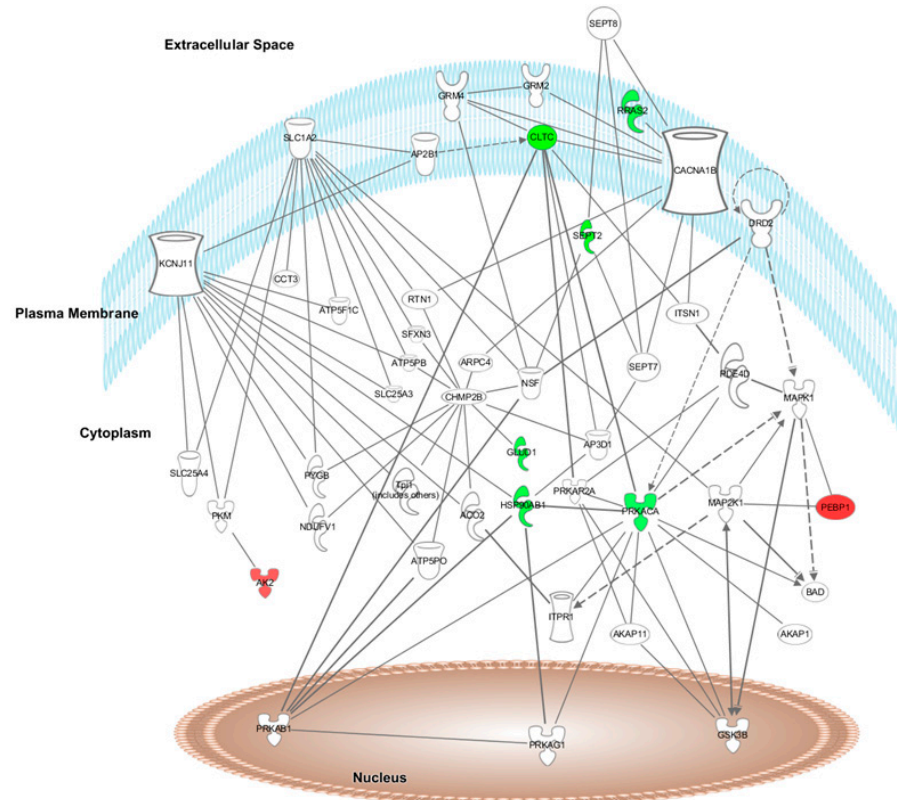 SEPT8
Extracellular Space
GRM4
GRM2
RRAS2
SLC1A2
AP2B1
CLTC
CACNA1B
DRD2
SEPT2
KCNJ11
CCT3
RTN1
ATP5F1C
ITSN1
Plasma Membrane
SFXN3
ATP5PB
ARPC4
SEPT7
PDE4D
NSF
SLC25A3
CHMP2B
MAPK1
Cytoplasm
AP3D1
GLUD1
SLC25A4
PYGB
Tpi1
(includes others)
PRKAR2A
HSP90AB1
PKM
NDUFV1
ACO2
PRKACA
MAP2K1
PEBP1
ATP5PO
AK2
BAD
ITPR1
AKAP11
AKAP1
PRKAB1
PRKAG1
GSK3B
Nucleus